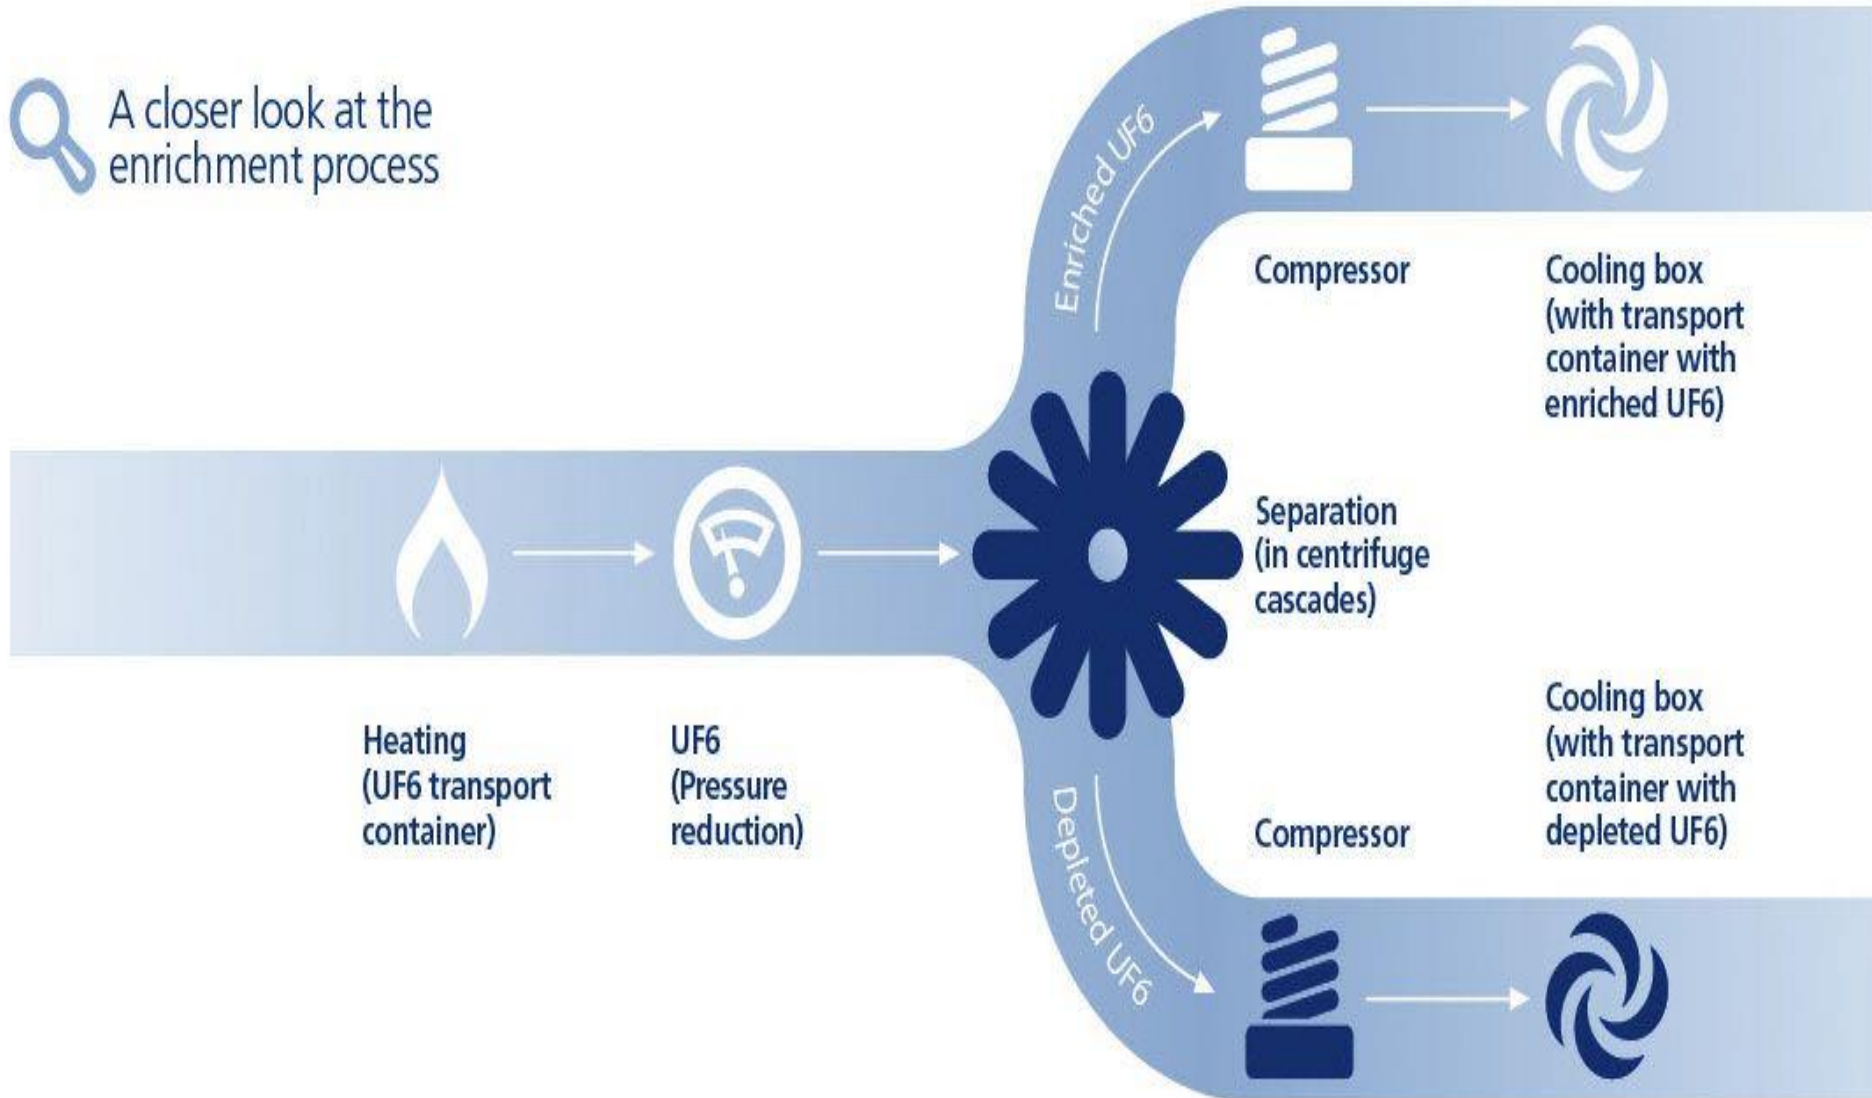 A closer look at the
enrichment process
Enriched UF6
Compressor
Cooling box
(with transport
container with
enriched UF6)
Separation
(in centrifuge
cascades)
Heating
(UF6 transport
container)
UF6
(Pressure
reduction)
Depleted UF6
Compressor
Cooling box
(with transport
container with
depleted UF6)